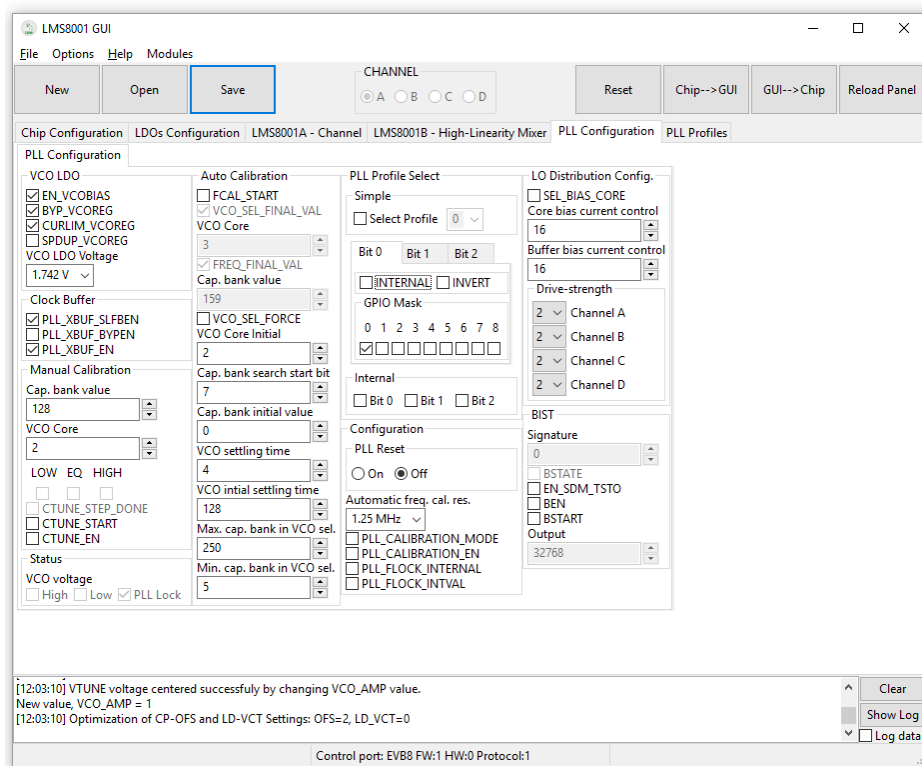 LMS8001 GUI
File Options Help Modules
New
Open
Save
CHANNEL
A B C D
Reset
Chip-->GUI
GUI-->Chip
Reload Panel
Chip Configuration
LDOs Configuration
LMS8001A - Channel
LMS8001B - High-Linearity Mixer
PLL Configuration
PLL Profiles
PLL Configuration
VCO LDO
EN_VCOBIAS
BYP_VCOREG
CURLIM_VCOREG
SPDUP_VCOREG
VCO LDO Voltage
1.742 V
Clock Buffer
PLL_XBUF_SLFBEN
PLL_XBUF_BYPEN
PLL_XBUF_EN
Manual Calibration
Cap. bank value
128
VCO Core
2
LOW EQ HIGH
CTUNE_STEP_DONE
CTUNE_START
CTUNE_EN
Status
VCO voltage
High Low PLL Lock
Auto Calibration
FCAL_START
VCO_SEL_FINAL_VAL
VCO Core
3
FREQ_FINAL_VAL
Cap. bank value
159
VCO_SEL_FORCE
VCO Core Initial
2
Cap. bank search start bit
7
Cap. bank initial value
0
VCO settling time
4
VCO intial settling time
128
Max. cap. bank in VCO sel.
250
Min. cap. bank in VCO sel.
5
PLL Profile Select
Simple
Select Profile 0
Bit 0 Bit 1 Bit 2
INTERNAL INVERT
GPIO Mask
0 1 2 3 4 5 6 7 8
Internal
Bit 0 Bit 1 Bit 2
Configuration
PLL Reset
On Off
Automatic freq. cal. res.
1.25 MHz
PLL_CALIBRATION_MODE
PLL_CALIBRATION_EN
PLL_FLOCK_INTERNAL
PLL_FLOCK_INTVAL
LO Distribution Config.
SEL_BIAS_CORE
Core bias current control
16
Buffer bias current control
16
Drive-strength
2 Channel A
2 Channel B
2 Channel C
2 Channel D
BIST
Signature
0
BSTATE
EN_SDM_TSTO
BEN
BSTART
Output
32768
[12:03:10] VTUNE voltage centered successfuly by changing VCO_AMP value.
New value, VCO_AMP = 1
[12:03:10] Optimization of CP-OFS and LD-VCT Settings: OFS=2, LD_VCT=0
Clear
Show Log
Log data
Control port: EVB8 FW:1 HW:0 Protocol:1